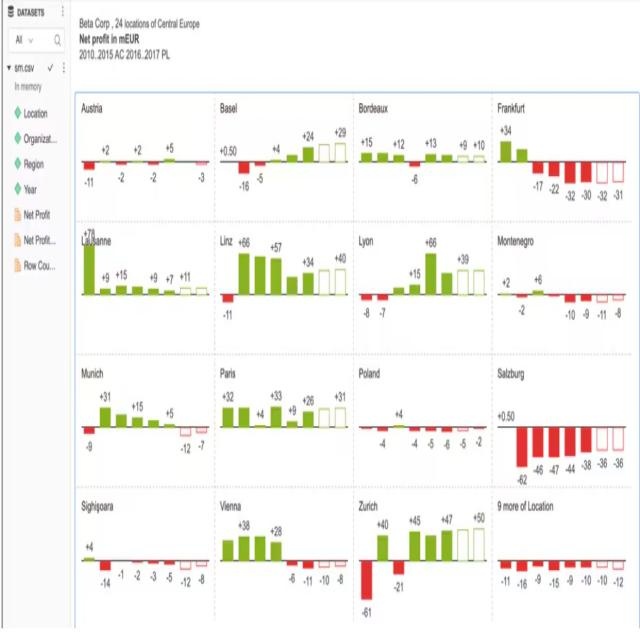 DATASETS
All
sm.csv
In memory
Location
Organizat...
Region
Year
Net Profit
Net Profit...
Row Cou...
Beta Corp , 24 locations of Central Europe
Net profit in mEUR
2010..2015 AC 2016..2017 PL
Austria
+2 +2 +5
-11 -2 -2 -3
Basel
+0.50 +4 +24 +29
-16 -5
Bordeaux
+15 +12 +13 +9 +10
-6
Frankfurt
+34
-17 -22 -32 -30 -32 -31
Lausanne
+78
+9 +15 +9 +7 +11
Linz
+66 +57 +34 +40
-11
Lyon
+66
+15 +39
-8 -7
Montenegro
+2 +6
-2 -10 -9 -11 -8
Munich
+31 +15 +5
-9 -12 -7
Paris
+32 +4 +33 +9 +26 +31
Poland
+4
-4 -4 -5 -6 -5 -2
Salzburg
+0.50
-62 -46 -47 -44 -38 -36 -36
Sighişoara
+4
-14 -1 -2 -3 -5 -12 -8
Vienna
+38 +28
-6 -11 -10 -8
Zurich
+40 +45 +47 +50
-61 -21
9 more of Location
-11 -16 -9 -15 -9 -10 -10 -12